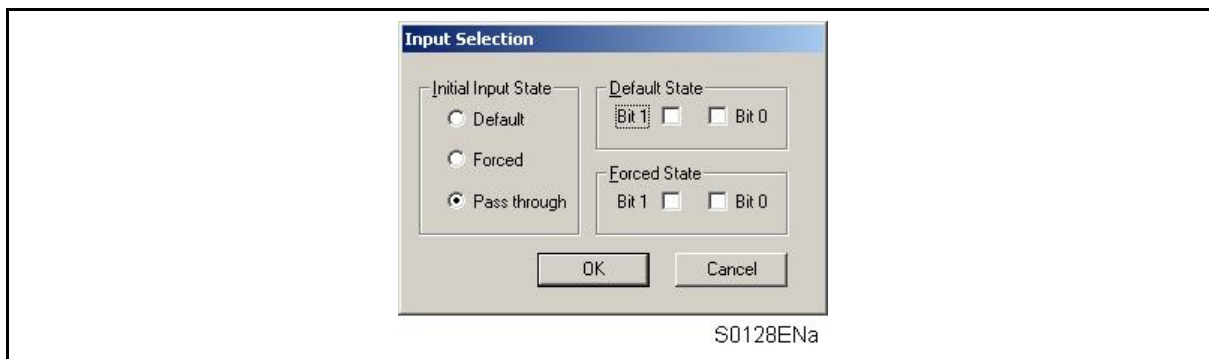 Input Selection
Initial Input State
Default
Forced
Pass through
Default State
Bit 1
Bit 0
Forced State
Bit 1
Bit 0
OK
Cancel
S0128ENa